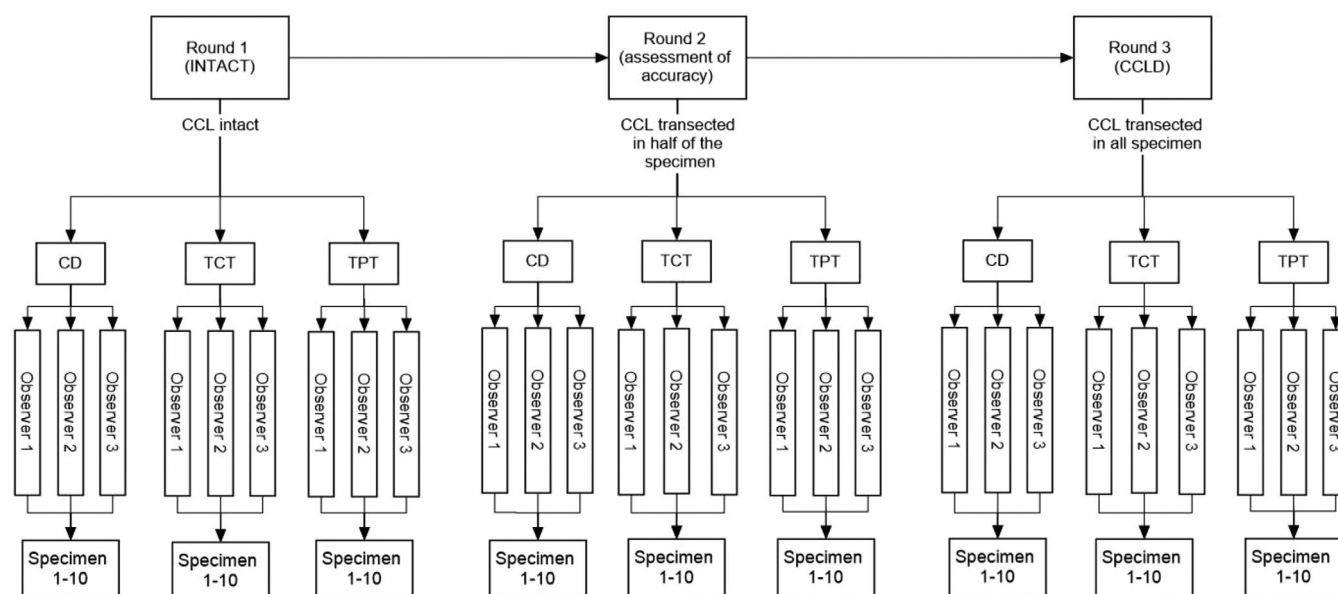 Round 1
(INTACT)
Round 2
(assessment of
accuracy)
Round 3
(CCLD)
CCL intact
CCL transected
in half of the
specimen
CCL transected
in all specimen
CD
TCT
TPT
CD
TCT
TPT
CD
TCT
TPT
Observer 1
Observer 2
Observer 3
Observer 1
Observer 2
Observer 3
Observer 1
Observer 2
Observer 3
Observer 1
Observer 2
Observer 3
Observer 1
Observer 2
Observer 3
Observer 1
Observer 2
Observer 3
Observer 1
Observer 2
Observer 3
Observer 1
Observer 2
Observer 3
Observer 1
Observer 2
Observer 3
Specimen
1-10
Specimen
1-10
Specimen
1-10
Specimen
1-10
Specimen
1-10
Specimen
1-10
Specimen
1-10
Specimen
1-10
Specimen
1-10